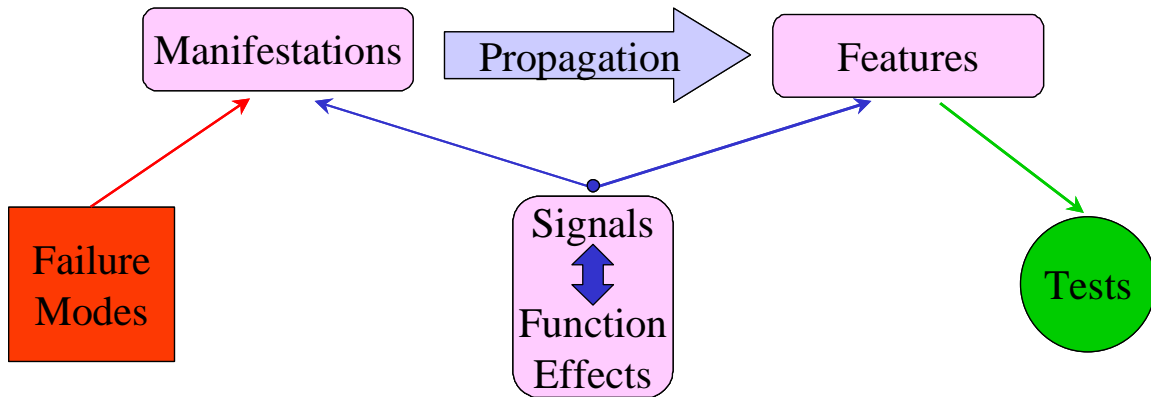 Manifestations
Propagation
Features
Failure
Modes
Signals
Function
Effects
Tests